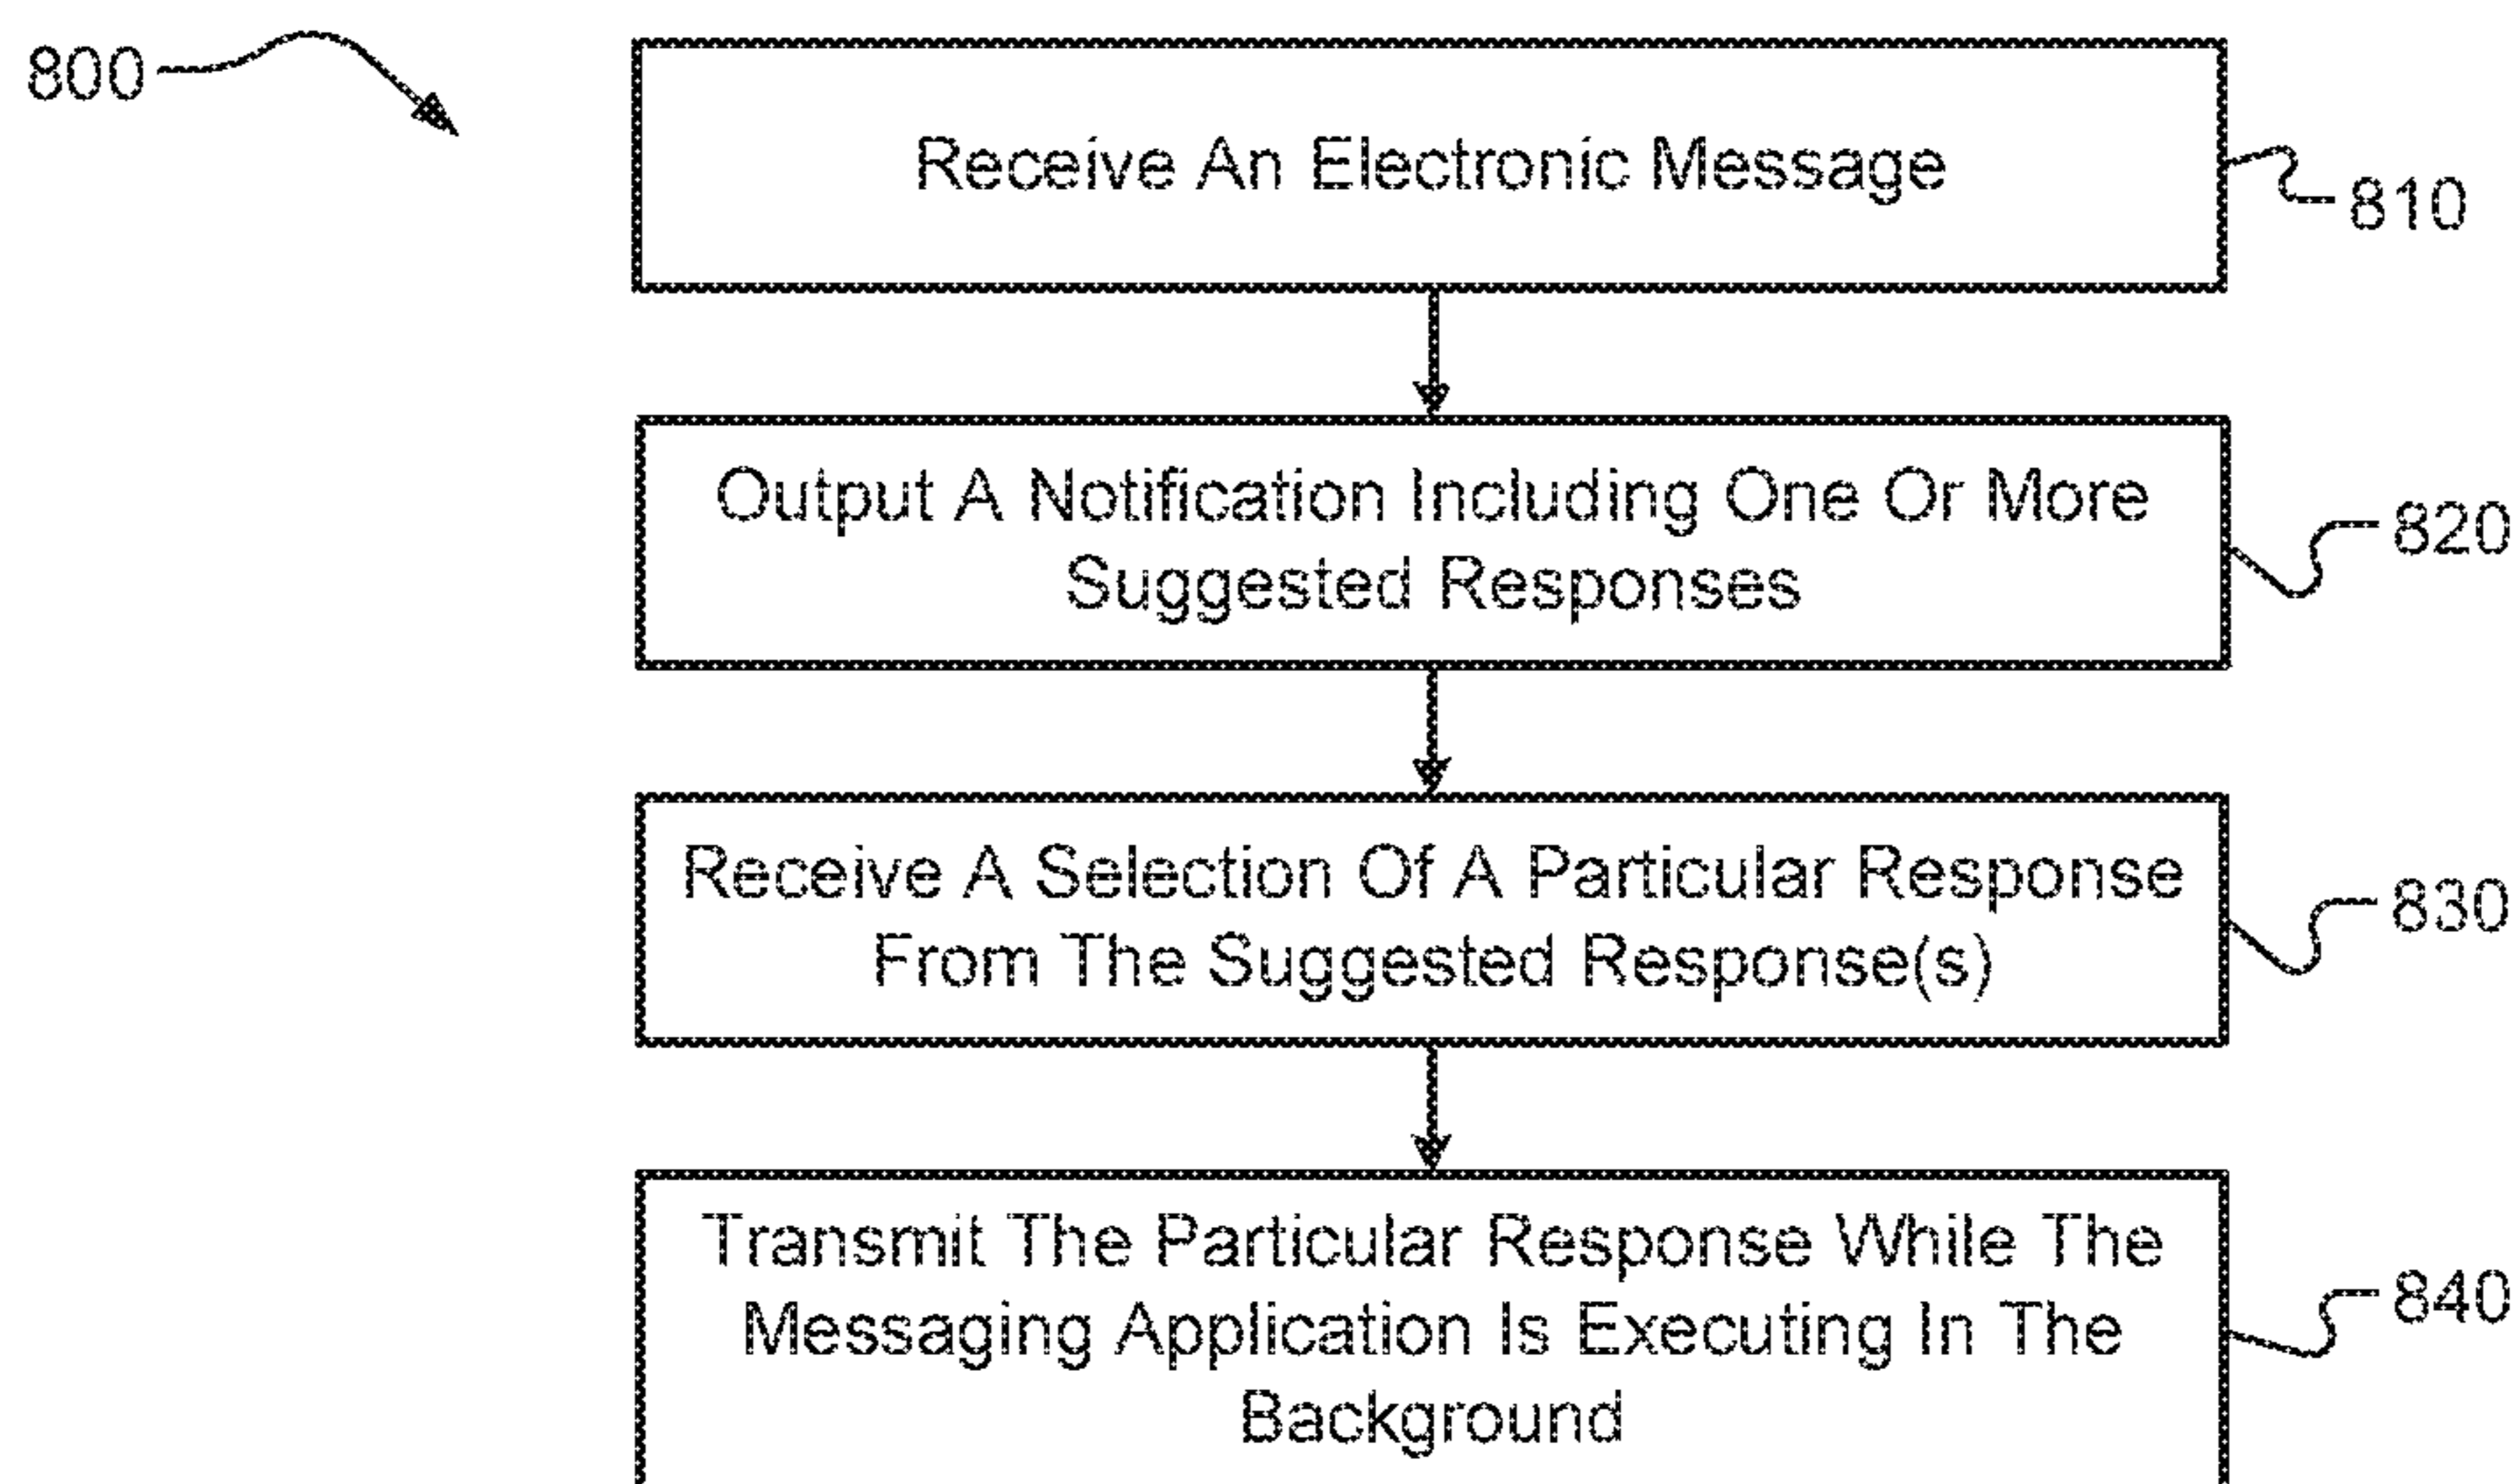 800
Receive An Electronic Message
810
Output A Notification Including One Or More
Suggested Responses
820
Receive A Selection Of A Particular Response
From The Suggested Response(s)
830
Transmit The Particular Response While The
Messaging Application Is Executing In The
Background
840